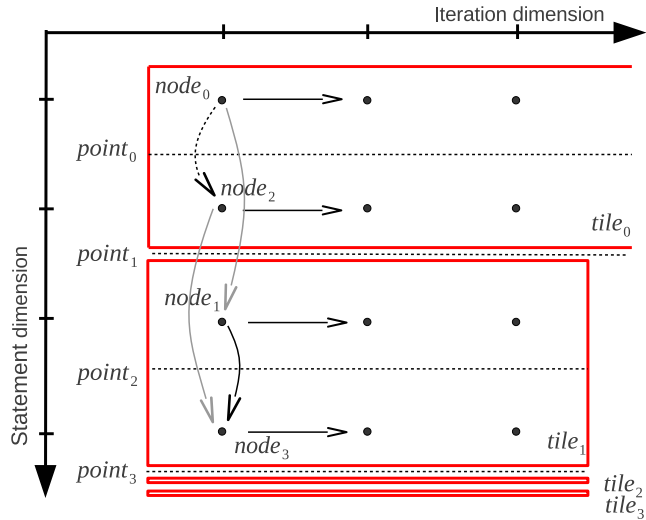 Iteration dimension
Statement dimension
node₀
point₀
node₂
tile₀
point₁
node₁
point₂
node₃
tile₁
point₃
tile₂
tile₃